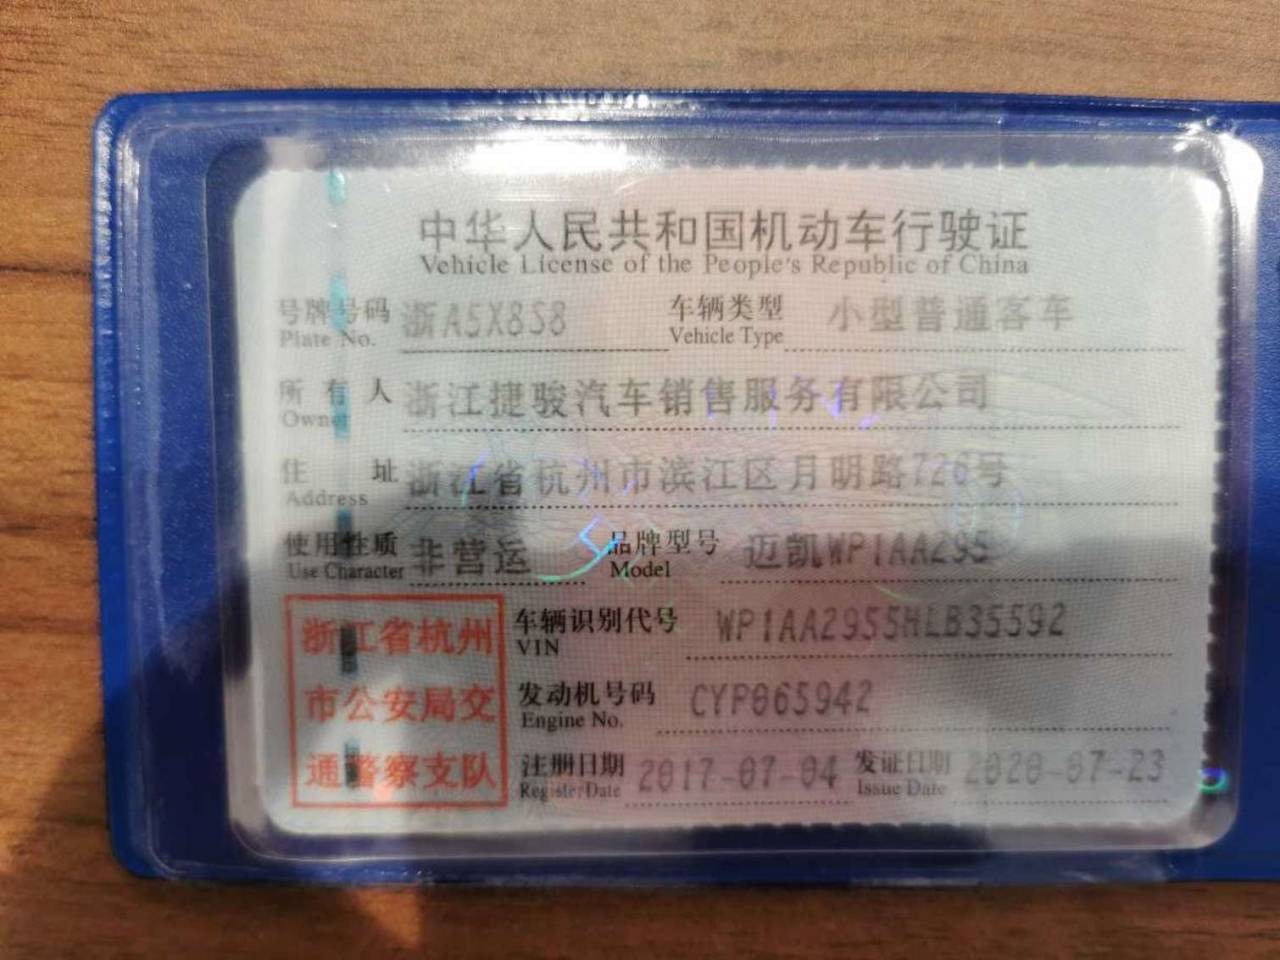 中华人民共和国机动车行驶证
Vehicle License of the People's Republic of China
号牌号码 浙A5X8S8 车辆类型 小型普通客车
Plate No. Vehicle Type
所有人 浙江捷骏汽车销售服务有限公司
Owner
住址 浙江省杭州市滨江区月明路726号
Address
使用性质 非营运 品牌型号 迈凯WP1AA295
Use Character Model
浙江省杭州
市公安局交
通警察支队
车辆识别代号 WP1AA2955HLB35592
VIN
发动机号码 CYP065942
Engine No.
注册日期 2017-07-04 发证日期 2020-07-23
Register Date Issue Date